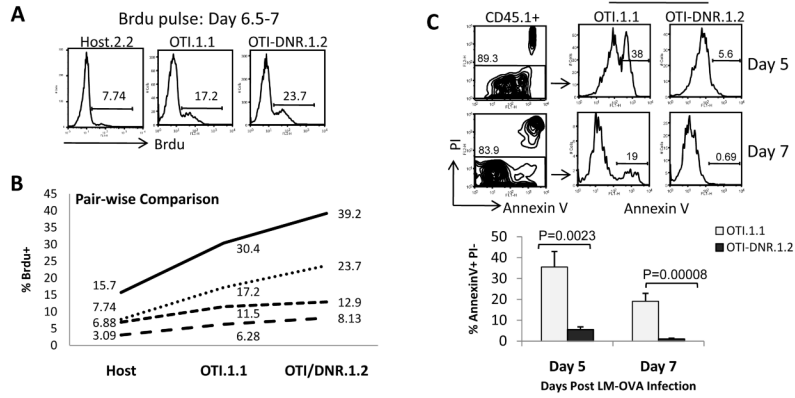 A
Brdu pulse: Day 6.5-7
Host.2.2
OTI.1.1
OTI-DNR.1.2
7.74
17.2
23.7
Brdu
B
Pair-wise Comparison
% Brdu+
45
40
35
30
25
20
15
10
5
0
39.2
30.4
15.7
23.7
17.2
7.74
12.9
11.5
6.88
8.13
6.28
3.09
Host
OTI.1.1
OTI/DNR.1.2
C
CD45.1+
OTI.1.1
OTI-DNR.1.2
89.3
38
5.6
Day 5
83.9
19
0.69
Day 7
PI
Annexin V
Annexin V
OTI.1.1
OTI-DNR.1.2
P=0.0023
P=0.00008
% AnnexinV+ PI-
50
40
30
20
10
0
Day 5
Day 7
Days Post LM-OVA Infection